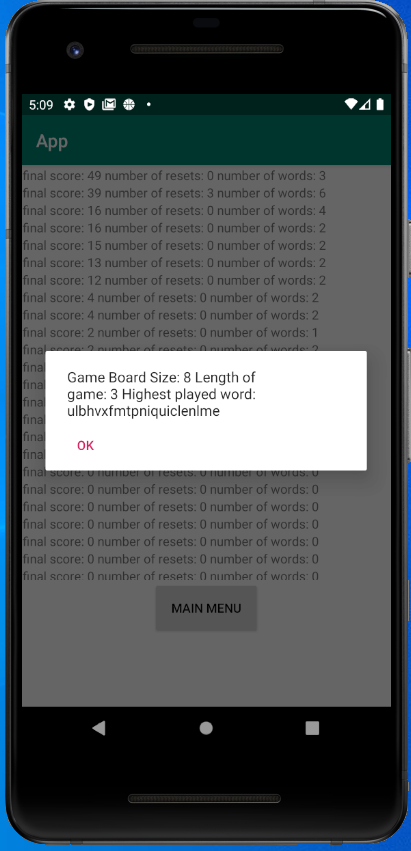 5:09
App
final score: 49 number of resets: 0 number of words: 3
final score: 39 number of resets: 3 number of words: 6
final score: 16 number of resets: 0 number of words: 4
final score: 16 number of resets: 0 number of words: 2
final score: 15 number of resets: 0 number of words: 2
final score: 13 number of resets: 0 number of words: 2
final score: 12 number of resets: 0 number of words: 2
final score: 4 number of resets: 0 number of words: 2
final score: 4 number of resets: 0 number of words: 2
final score: 2 number of resets: 0 number of words: 1
final score: 2 number of resets: 0 number of words: 2
Game Board Size: 8 Length of
game: 3 Highest played word:
ulbhvxfmtpniquiclenlme
OK
final score: 0 number of resets: 0 number of words: 0
final score: 0 number of resets: 0 number of words: 0
final score: 0 number of resets: 0 number of words: 0
final score: 0 number of resets: 0 number of words: 0
final score: 0 number of resets: 0 number of words: 0
final score: 0 number of resets: 0 number of words: 0
final score: 0 number of resets: 0 number of words: 0
MAIN MENU